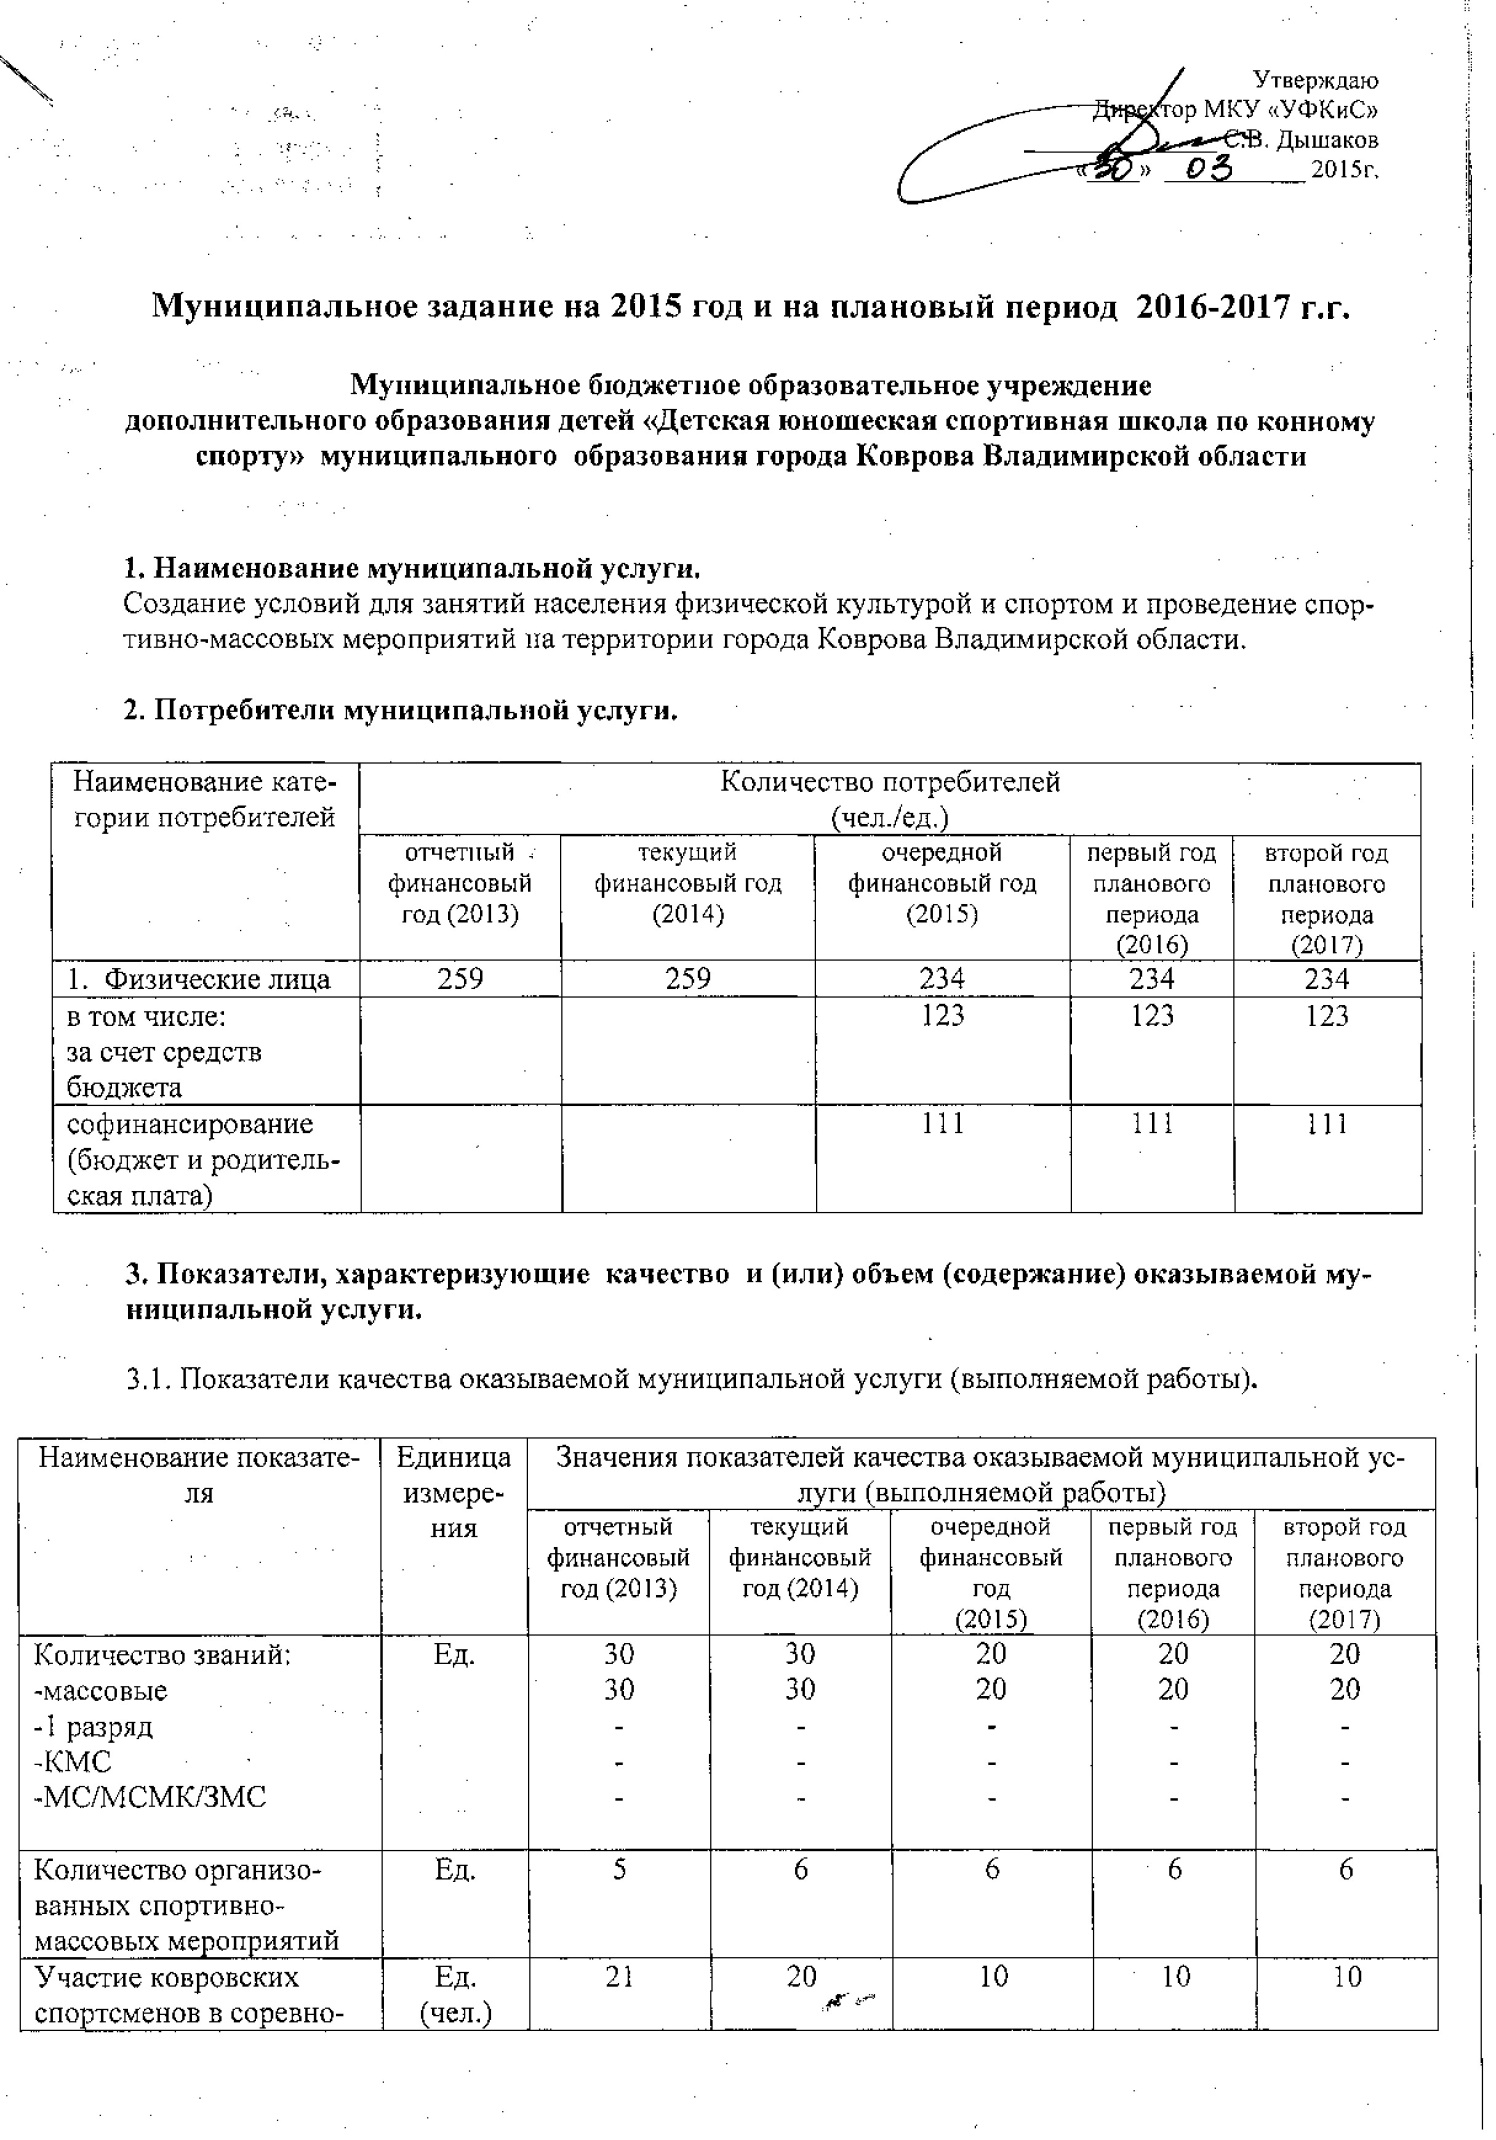 Утверждаю
Директор МКУ «УФКиС»
С.В. Дышаков
«30» 03 2015г.
Муниципальное задание на 2015 год и на плановый период 2016-2017 г.г.
Муниципальное бюджетное образовательное учреждение
дополнительного образования детей «Детская юношеская спортивная школа по конному
спорту» муниципального образования города Коврова Владимирской области
1. Наименование муниципальной услуги.
Создание условий для занятий населения физической культурой и спортом и проведение спор-
тивно-массовых мероприятий на территории города Коврова Владимирской области.
2. Потребители муниципальной услуги.
Наименование кате- Количество потребителей
гории потребителей (чел./ед.)
отчетный текущий очередной первый год второй год
финансовый финансовый год финансовый год планового планового
год (2013) (2014) (2015) периода периода
(2016) (2017)
1. Физические лица 259 259 234 234 234
в том числе: 123 123 123
за счет средств
бюджета
софинансирование 111 111 111
(бюджет и родитель-
ская плата)
3. Показатели, характеризующие качество и (или) объем (содержание) оказываемой му-
ниципальной услуги.
3.1. Показатели качества оказываемой муниципальной услуги (выполняемой работы).
Наименование показате- Единица Значения показателей качества оказываемой муниципальной ус-
ля измере- луги (выполняемой работы)
ния отчетный текущий очередной первый год второй год
финансовый финансовый финансовый планового планового
год (2013) год (2014) год периода периода
(2015) (2016) (2017)
Количество званий: Ед. 30 30 20 20 20
-массовые 30 30 20 20 20
-1 разряд - - - - -
-КМС - - - - -
-МС/МСМК/ЗМС - - - - -
Количество организо- Ед. 5 6 6 6 6
ванных спортивно-
массовых мероприятий
Участие ковровских Ед. 21 20 10 10 10
спортсменов в соревно- (чел.)